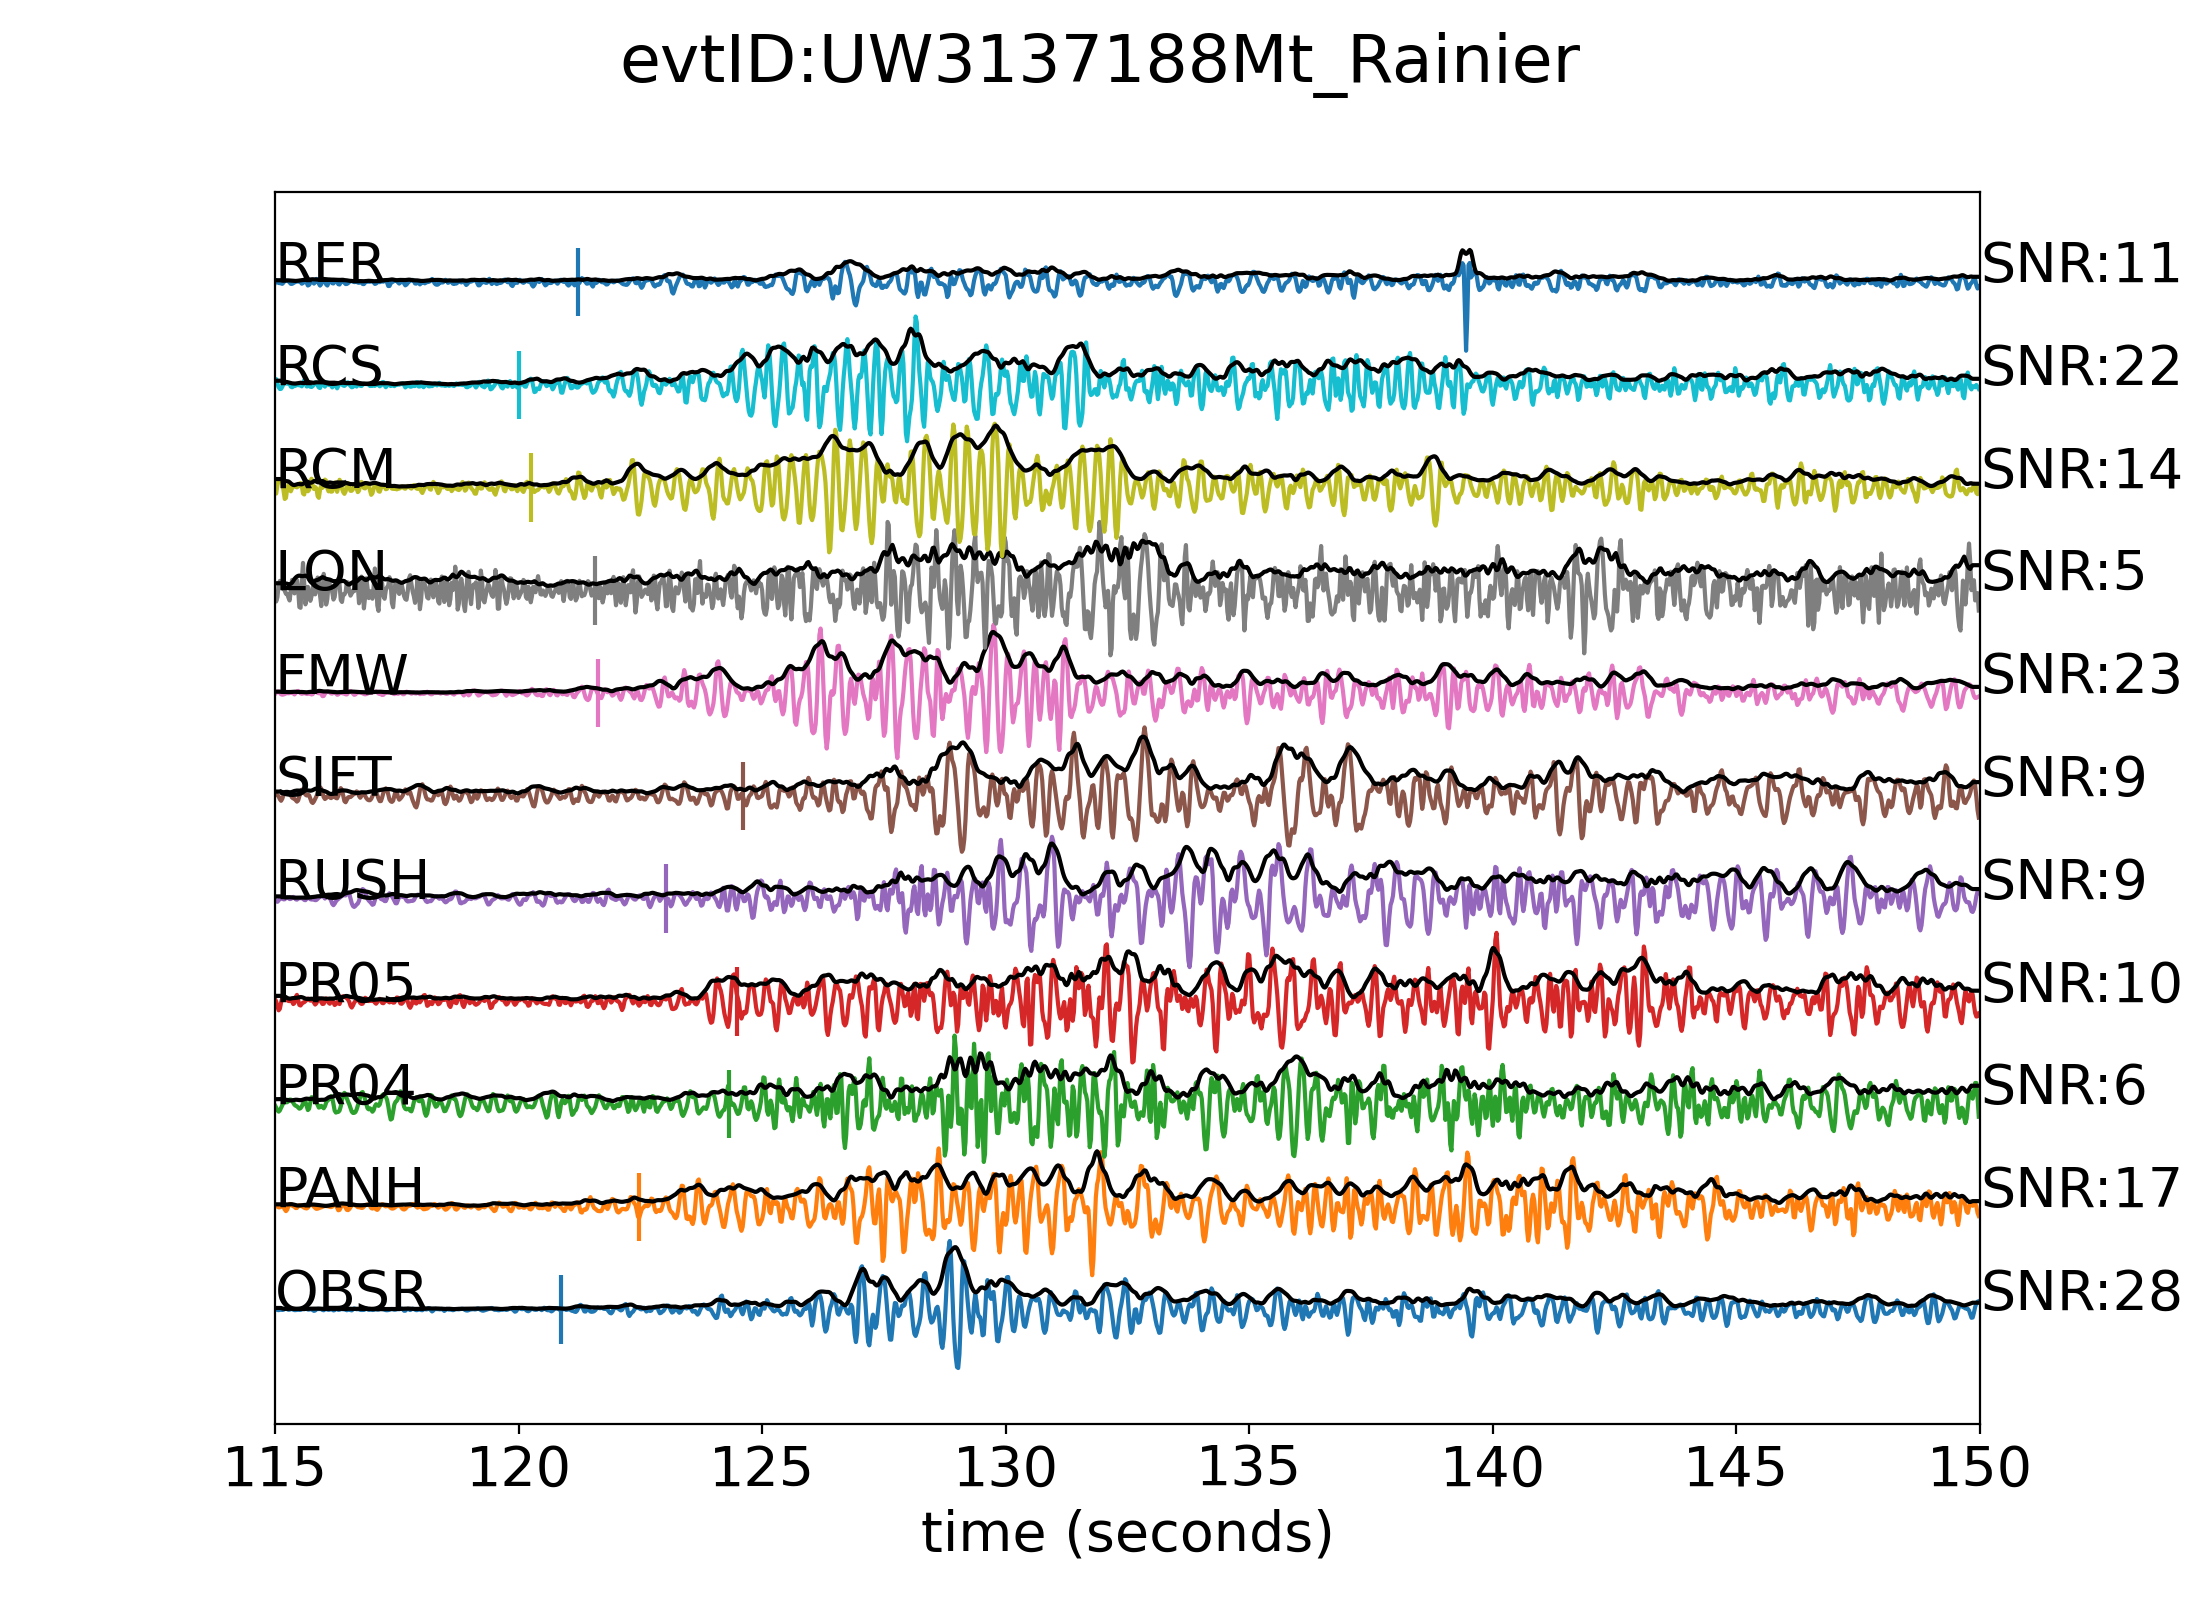 evtID:UW3137188Mt_Rainier
RER SNR:11
RCS SNR:22
RCM SNR:14
LON SNR:5
FMW SNR:23
SIFT SNR:9
RUSH SNR:9
PR05 SNR:10
PR04 SNR:6
PANH SNR:17
OBSR SNR:28
115 120 125 130 135 140 145 150
time (seconds)